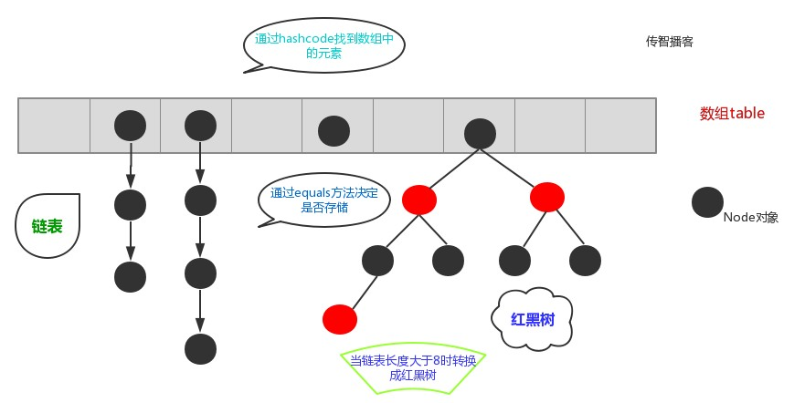 通过hashcode找到数组中
的元素
传智播客
数组table
通过equals方法决定
是否存储
链表
Node对象
红黑树
当链表长度大于8时转换
成红黑树